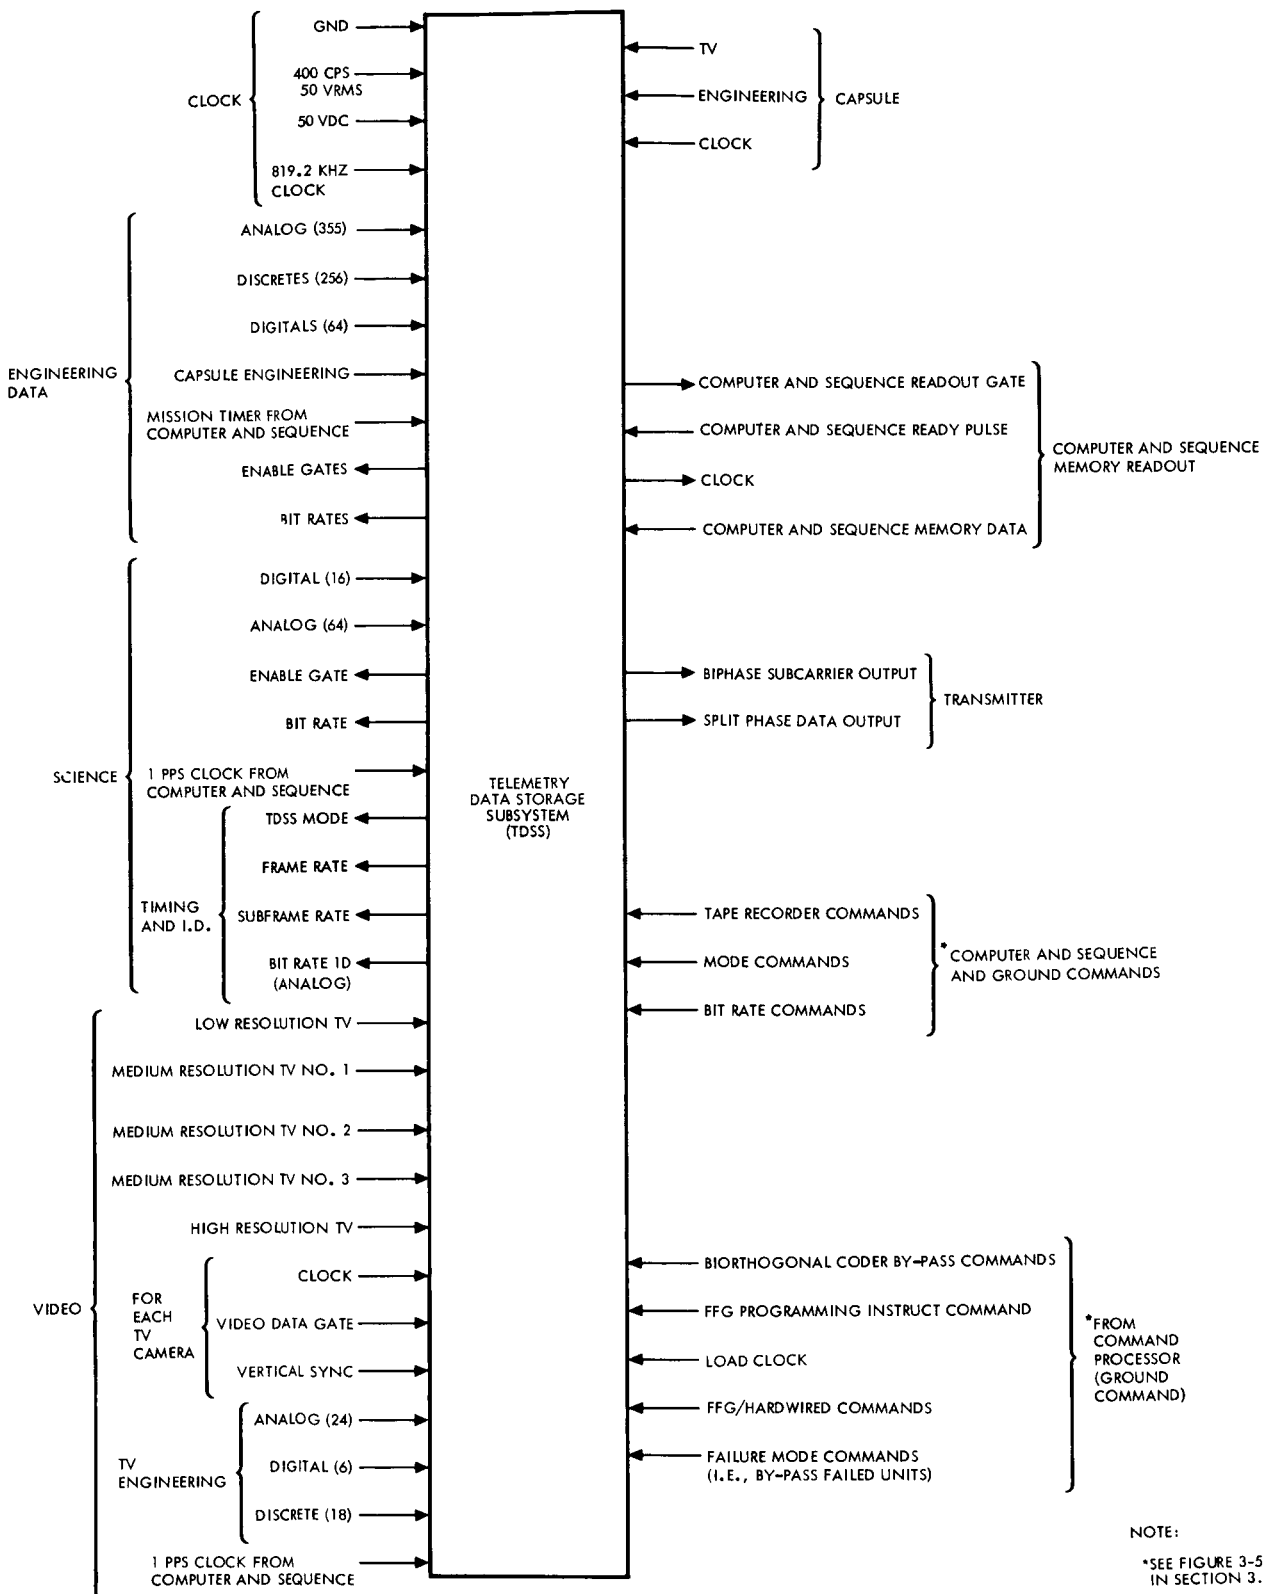 GND
400 CPS
50 VRMS
CLOCK
50 VDC
819.2 KHZ
CLOCK
ANALOG (355)
DISCRETES (256)
DIGITALS (64)
ENGINEERING
DATA
CAPSULE ENGINEERING
MISSION TIMER FROM
COMPUTER AND SEQUENCE
ENABLE GATES
BIT RATES
DIGITAL (16)
ANALOG (64)
ENABLE GATE
BIT RATE
SCIENCE
1 PPS CLOCK FROM
COMPUTER AND SEQUENCE
TDSS MODE
FRAME RATE
TIMING
AND I.D.
SUBFRAME RATE
BIT RATE 1D
(ANALOG)
LOW RESOLUTION TV
MEDIUM RESOLUTION TV NO. 1
MEDIUM RESOLUTION TV NO. 2
MEDIUM RESOLUTION TV NO. 3
HIGH RESOLUTION TV
VIDEO
FOR
EACH
TV
CAMERA
CLOCK
VIDEO DATA GATE
VERTICAL SYNC
TV
ENGINEERING
ANALOG (24)
DIGITAL (6)
DISCRETE (18)
1 PPS CLOCK FROM
COMPUTER AND SEQUENCE
TELEMETRY
DATA STORAGE
SUBSYSTEM
(TDSS)
TV
ENGINEERING
CLOCK
CAPSULE
COMPUTER AND SEQUENCE READOUT GATE
COMPUTER AND SEQUENCE READY PULSE
CLOCK
COMPUTER AND SEQUENCE MEMORY DATA
COMPUTER AND SEQUENCE
MEMORY READOUT
BIPHASE SUBCARRIER OUTPUT
SPLIT PHASE DATA OUTPUT
TRANSMITTER
TAPE RECORDER COMMANDS
MODE COMMANDS
BIT RATE COMMANDS
*COMPUTER AND SEQUENCE
AND GROUND COMMANDS
BIORTHOGONAL CODER BY-PASS COMMANDS
FFG PROGRAMMING INSTRUCT COMMAND
LOAD CLOCK
FFG/HARDWIRED COMMANDS
FAILURE MODE COMMANDS
(I.E., BY-PASS FAILED UNITS)
*FROM
COMMAND
PROCESSOR
(GROUND
COMMAND)
NOTE:
*SEE FIGURE 3-5
IN SECTION 3.